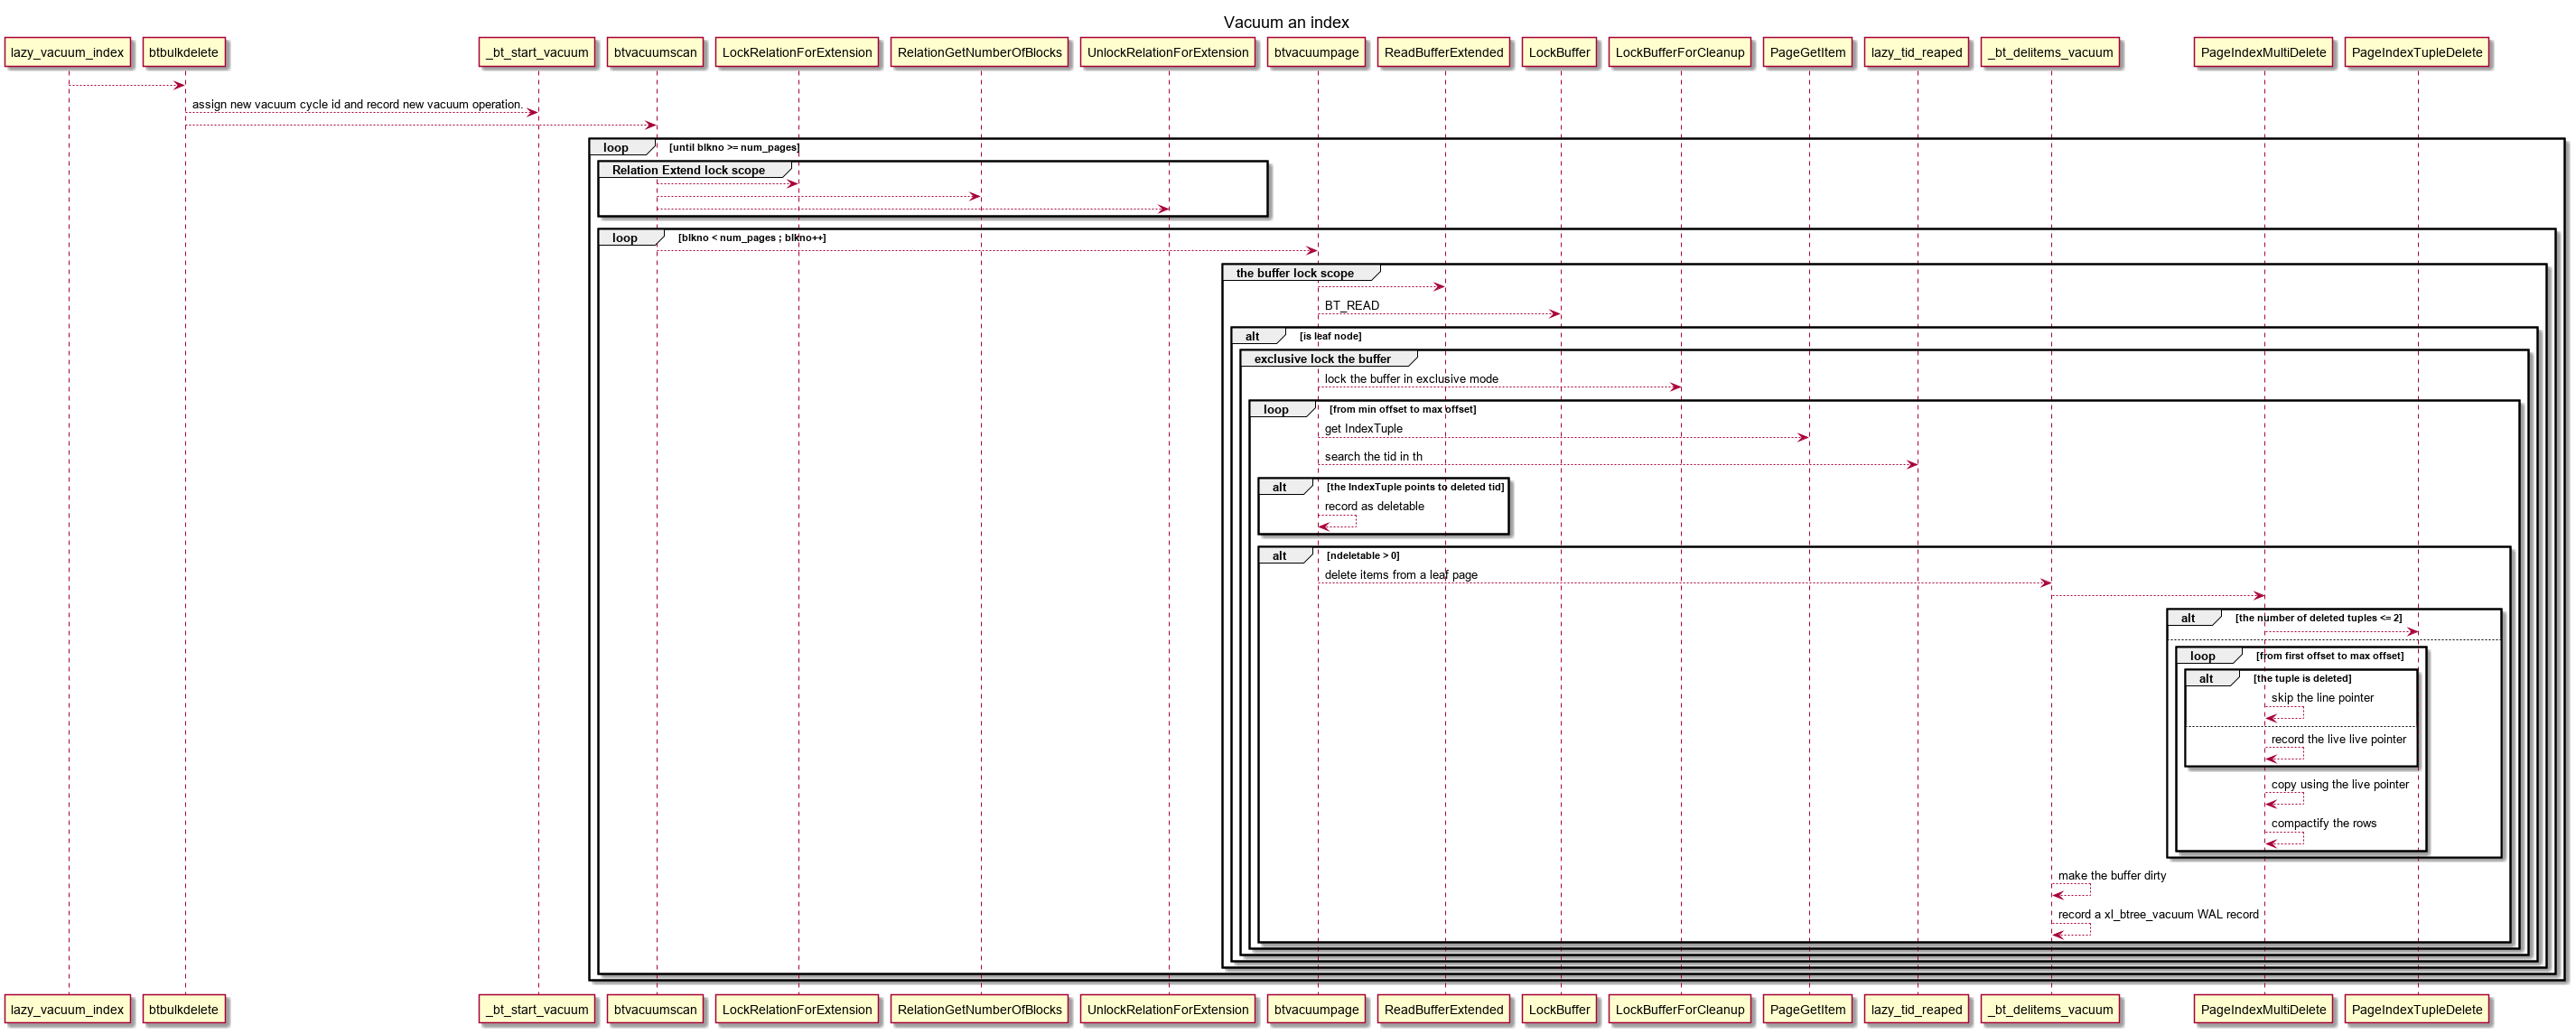 Vacuum an index
lazy_vacuum_index btbulkdelete _bt_start_vacuum btvacuumscan LockRelationForExtension RelationGetNumberOfBlocks UnlockRelationForExtension btvacuumpage ReadBufferExtended LockBuffer LockBufferForCleanup PageGetItem lazy_tid_reaped _bt_delitems_vacuum PageIndexMultiDelete PageIndexTupleDelete
assign new vacuum cycle id and record new vacuum operation.
loop [until blkno >= num_pages]
Relation Extend lock scope
loop [blkno < num_pages ; blkno++]
the buffer lock scope
BT_READ
alt [is leaf node]
exclusive lock the buffer
lock the buffer in exclusive mode
loop [from min offset to max offset]
get IndexTuple
search the tid in th
alt [the IndexTuple points to deleted tid]
record as deletable
alt [ndeletable > 0]
delete items from a leaf page
alt [the number of deleted tuples <= 2]
loop [from first offset to max offset]
alt [the tuple is deleted]
skip the line pointer
record the live live pointer
copy using the live pointer
compactify the rows
make the buffer dirty
record a xl_btree_vacuum WAL record
lazy_vacuum_index btbulkdelete _bt_start_vacuum btvacuumscan LockRelationForExtension RelationGetNumberOfBlocks UnlockRelationForExtension btvacuumpage ReadBufferExtended LockBuffer LockBufferForCleanup PageGetItem lazy_tid_reaped _bt_delitems_vacuum PageIndexMultiDelete PageIndexTupleDelete